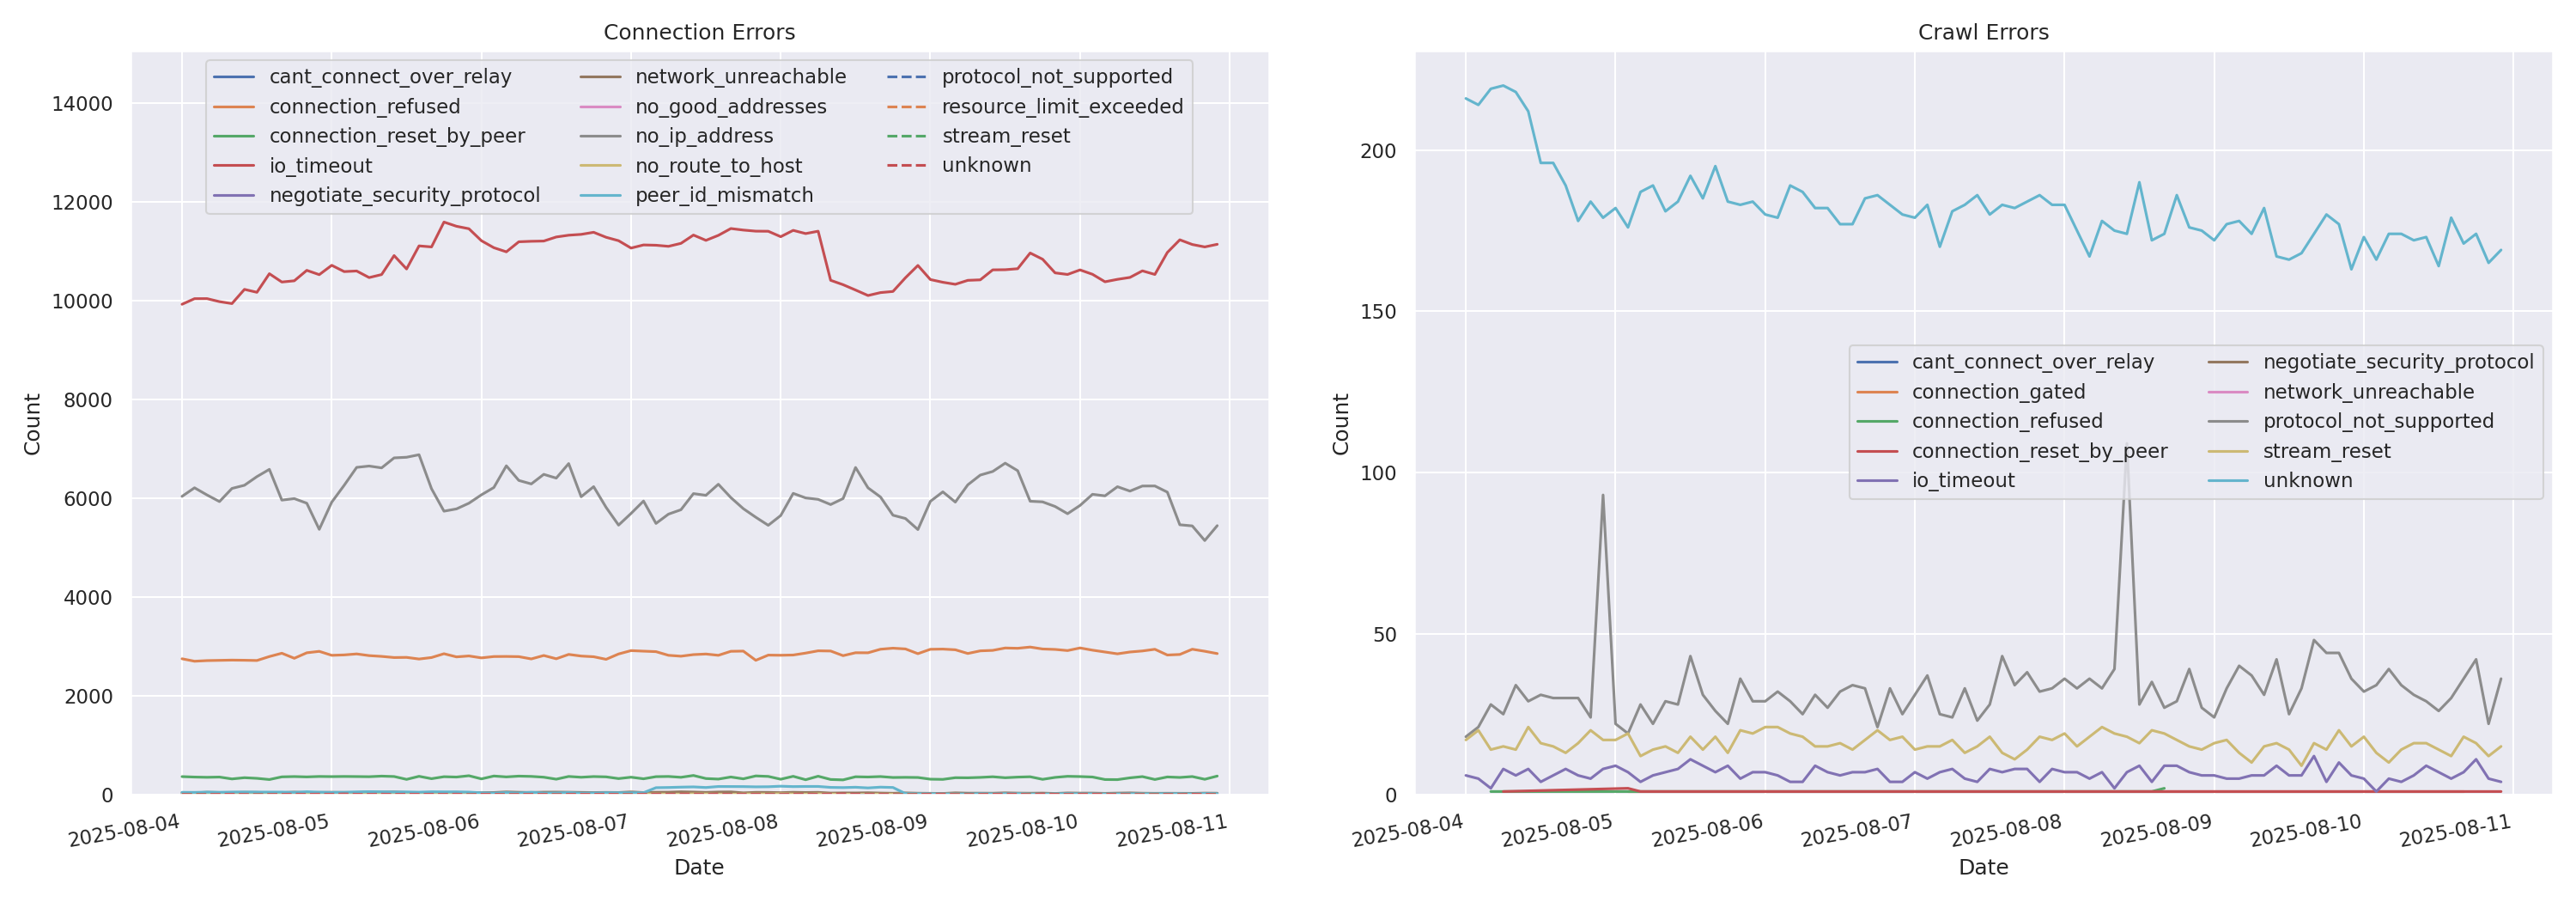 Connection Errors
cant_connect_over_relay
connection_refused
connection_reset_by_peer
io_timeout
negotiate_security_protocol
network_unreachable
no_good_addresses
no_ip_address
no_route_to_host
peer_id_mismatch
protocol_not_supported
resource_limit_exceeded
stream_reset
unknown
14000
12000
10000
8000
6000
4000
2000
0
Count
2025-08-04
2025-08-05
2025-08-06
2025-08-07
2025-08-08
2025-08-09
2025-08-10
2025-08-11
Date
Crawl Errors
200
150
100
50
0
Count
cant_connect_over_relay
connection_gated
connection_refused
connection_reset_by_peer
io_timeout
negotiate_security_protocol
network_unreachable
protocol_not_supported
stream_reset
unknown
2025-08-04
2025-08-05
2025-08-06
2025-08-07
2025-08-08
2025-08-09
2025-08-10
2025-08-11
Date